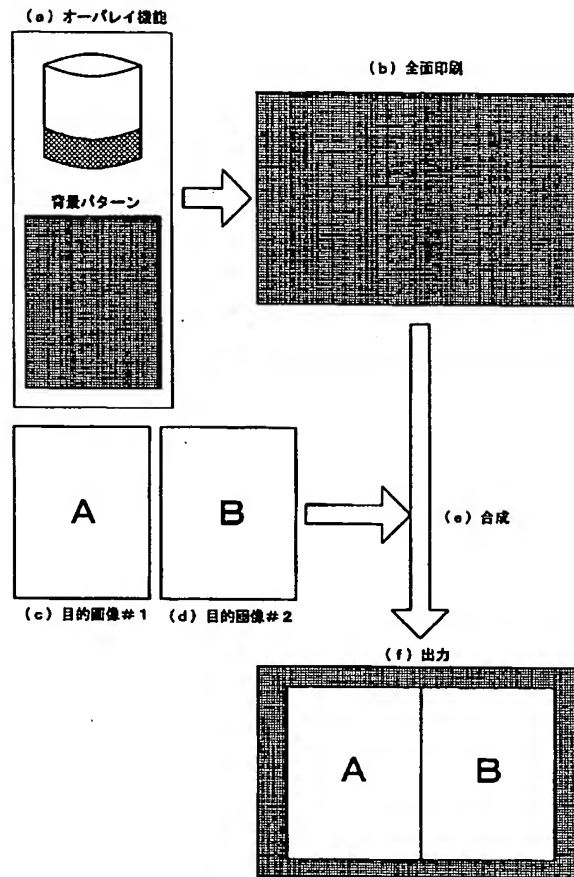 (a) オーバレイ機能
(b) 全面印刷
背景パターン
A
B
(e) 合成
(c) 目的画像#1
(d) 目的画像#2
(f) 出力
A
B